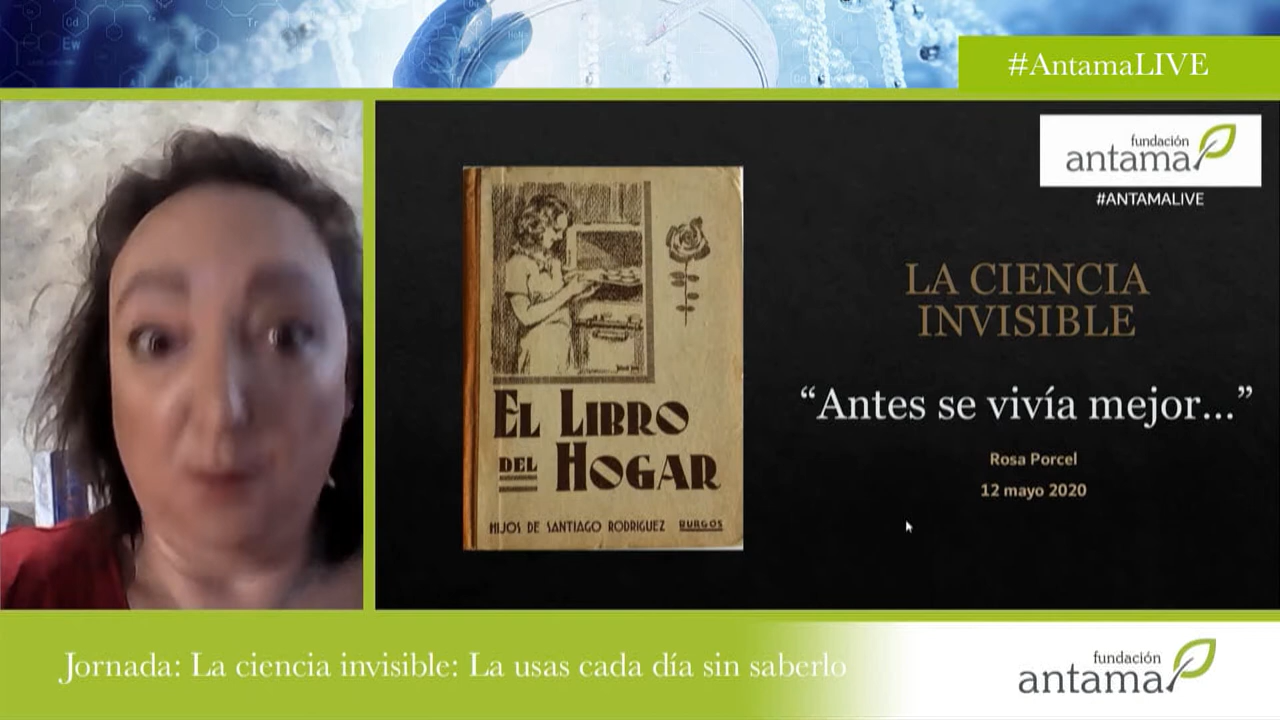 #AntamaLIVE
fundación
antama
#ANTAMALIVE
LA CIENCIA
INVISIBLE
“Antes se vivía mejor...”
Rosa Porcel
12 mayo 2020
EL LIBRO
DEL HOGAR
HIJOS DE SANTIAGO RODRIGUEZ BURGOS
Jornada: La ciencia invisible: La usas cada día sin saberlo
fundación
antama